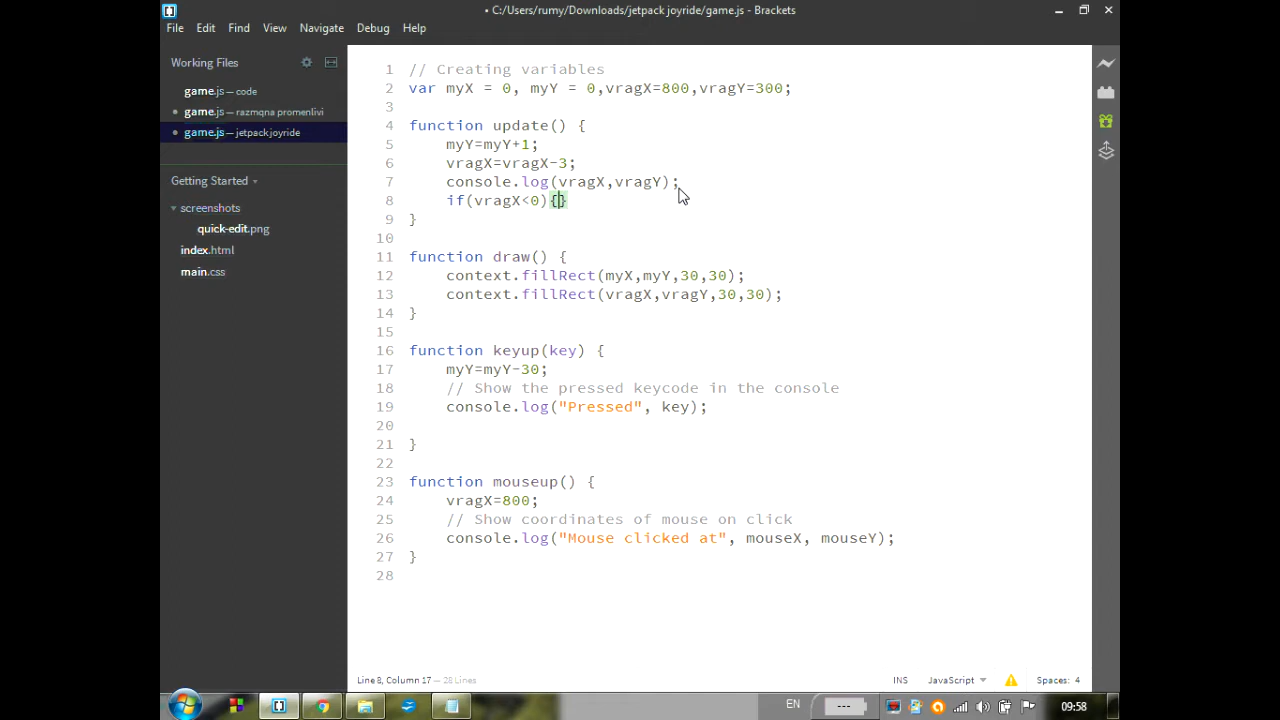 • C:/Users/rumy/Downloads/jetpack joyride/game.js - Brackets
File Edit Find View Navigate Debug Help
Working Files
game.js — code
game.js — razmqna promenlivi
game.js — jetpack joyride
Getting Started
screenshots
quick-edit.png
index.html
main.css
1 // Creating variables
2 var myX = 0, myY = 0,vragX=800,vragY=300;
3
4 function update() {
5 myY=myY+1;
6 vragX=vragX-3;
7 console.log(vragX,vragY);
8 if(vragX<0){}
9 }
10
11 function draw() {
12 context.fillRect(myX,myY,30,30);
13 context.fillRect(vragX,vragY,30,30);
14 }
15
16 function keyup(key) {
17 myY=myY-30;
18 // Show the pressed keycode in the console
19 console.log("Pressed", key);
20
21 }
22
23 function mouseup() {
24 vragX=800;
25 // Show coordinates of mouse on click
26 console.log("Mouse clicked at", mouseX, mouseY);
27 }
28
Line 8, Column 17 — 28 Lines INS JavaScript Spaces: 4
EN --- 09:58